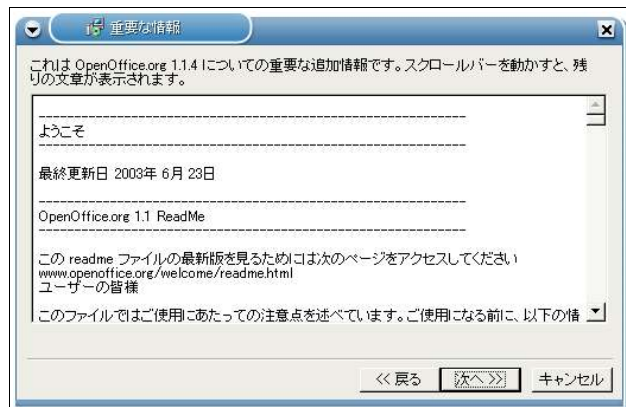 重要な情報
これは OpenOffice.org 1.1.4 についての重要な追加情報です。スクロールバーを動かすと、残
りの文章が表示されます。
----------------------------------------------------------------------
ようこそ
----------------------------------------------------------------------
最終更新日 2003年 6月 23日
----------------------------------------------------------------------
OpenOffice.org 1.1 ReadMe
----------------------------------------------------------------------
この readme ファイルの最新版を見るためには次のページをアクセスしてください
www.openoffice.org/welcome/readme.html
ユーザーの皆様
このファイルではご使用にあたっての注意点を述べています。ご使用になる前に、以下の情
<< 戻る
次へ >>
キャンセル